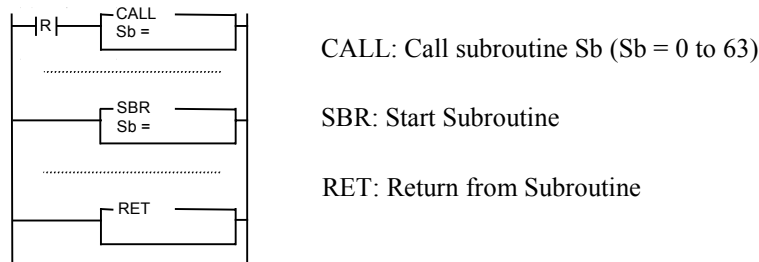 R
CALL
Sb =
CALL: Call subroutine Sb (Sb = 0 to 63)
SBR
Sb =
SBR: Start Subroutine
RET
RET: Return from Subroutine